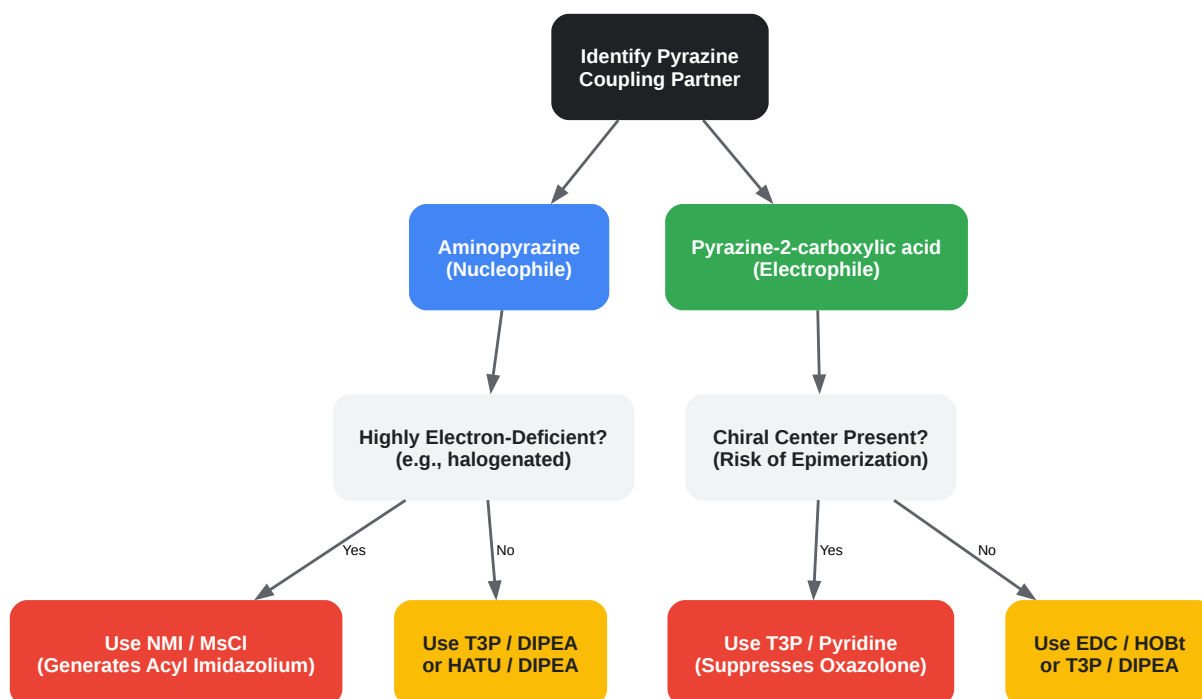 Identify Pyrazine
Coupling Partner
Aminopyrazine
(Nucleophile)
Pyrazine-2-carboxylic acid
(Electrophile)
Highly Electron-Deficient?
(e.g., halogenated)
Chiral Center Present?
(Risk of Epimerization)
Yes
No
Yes
No
Use NMI / MsCl
(Generates Acyl Imidazolium)
Use T3P / DIPEA
or HATU / DIPEA
Use T3P / Pyridine
(Suppresses Oxazolone)
Use EDC / HOBt
or T3P / DIPEA